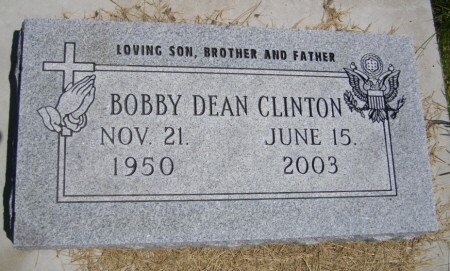 LOVING SON, BROTHER AND FATHER
BOBBY DEAN CLINTON
NOV. 21. JUNE 15.
1950 2003